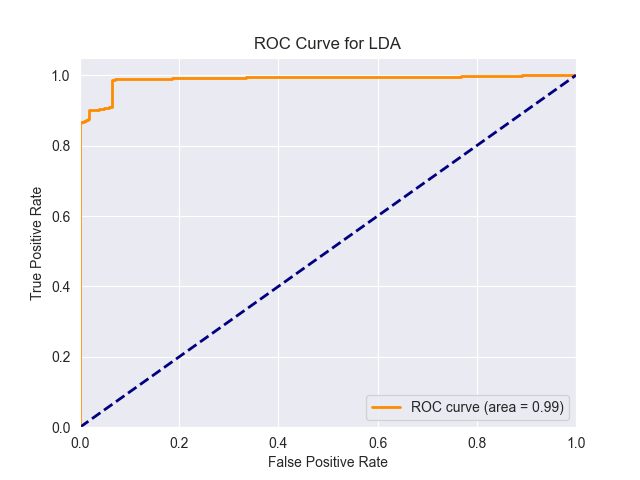 ROC Curve for LDA
1.0
0.8
0.6
0.4
0.2
0.0
True Positive Rate
ROC curve (area = 0.99)
0.0 0.2 0.4 0.6 0.8 1.0
False Positive Rate